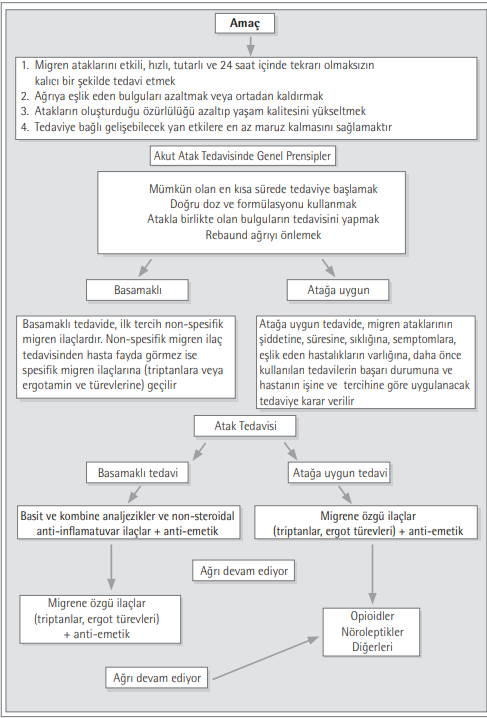 Amaç
1. Migren ataklarını etkili, hızlı, tutarlı ve 24 saat içinde tekrarı olmaksızın
kalıcı bir şekilde tedavi etmek
2. Ağrıya eşlik eden bulguları azaltmak veya ortadan kaldırmak
3. Atakların oluşturduğu özürlülüğü azaltıp yaşam kalitesini yükseltmek
4. Tedaviye bağlı gelişebilecek yan etkilere en az maruz kalmasını sağlamaktır
Akut Atak Tedavisinde Genel Prensipler
Mümkün olan en kısa sürede tedaviye başlamak
Doğru doz ve formülasyonu kullanmak
Atakla birlikte olan bulguların tedavisini yapmak
Rebaund ağrıyı önlemek
Basamaklı
Atağa uygun
Basamaklı tedavide, ilk tercih non-spesifik
migren ilaçlardır. Non-spesifik migren ilaç
tedavisinden hasta fayda görmez ise
spesifik migren ilaçlarına (triptanlara veya
ergotamin ve türevlerine) geçilir
Atağa uygun tedavide, migren ataklarının
şiddetine, süresine, sıklığına, semptomlara,
eşlik eden hastalıkların varlığına, daha önce
kullanılan tedavilerin başarı durumuna ve
hastanın işine ve tercihine göre uygulanacak
tedaviye karar verilir
Atak Tedavisi
Basamaklı tedavi
Atağa uygun tedavi
Basit ve kombine analjezikler ve non-steroidal
anti-inflamatuvar ilaçlar + anti-emetik
Migrene özgü ilaçlar
(triptanlar, ergot türevleri) + anti-emetik
Ağrı devam ediyor
Migrene özgü ilaçlar
(triptanlar, ergot türevleri)
+ anti-emetik
Opioidler
Nöroleptikler
Diğerleri
Ağrı devam ediyor